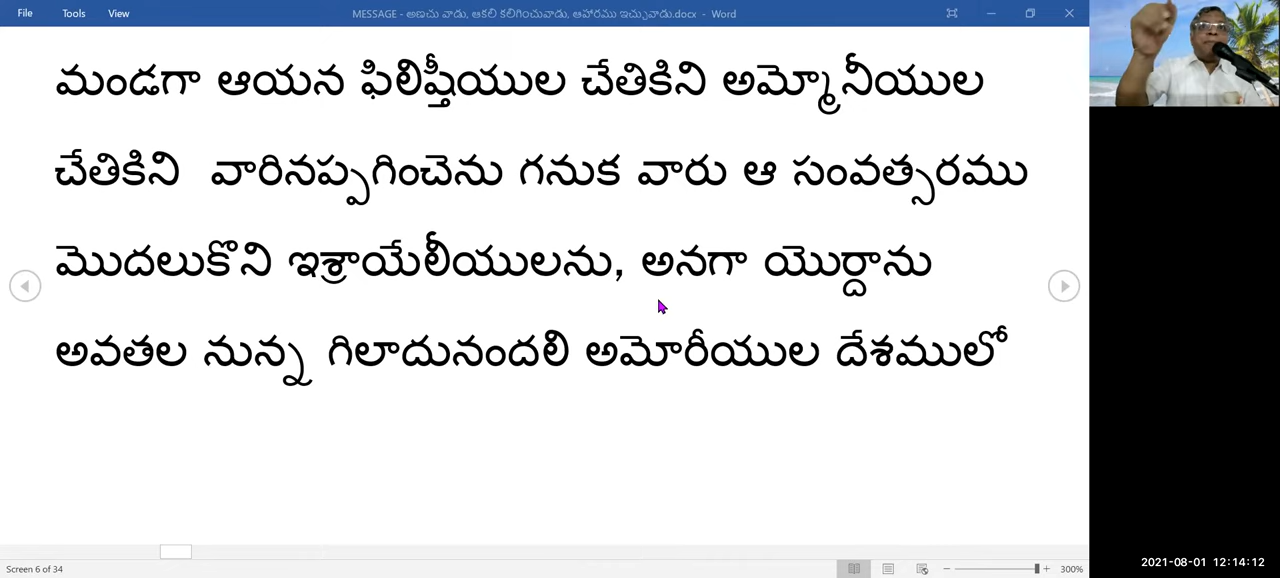 File Tools View MESSAGE - అణచు వాడు, ఆకలి కలిగించువాడు, ఆహారము ఇచ్చువాడు.docx - Word
మండగా ఆయన ఫిలిష్తీయుల చేతికిని అమ్మోనీయుల
చేతికిని వారినప్పగించెను గనుక వారు ఆ సంవత్సరము
మొదలుకొని ఇశ్రాయేలీయులను, అనగా యొర్దాను
అవతల నున్న గిలాదునందలి అమోరీయుల దేశములో
2021-08-01 12:14:12
Screen 6 of 34 300%